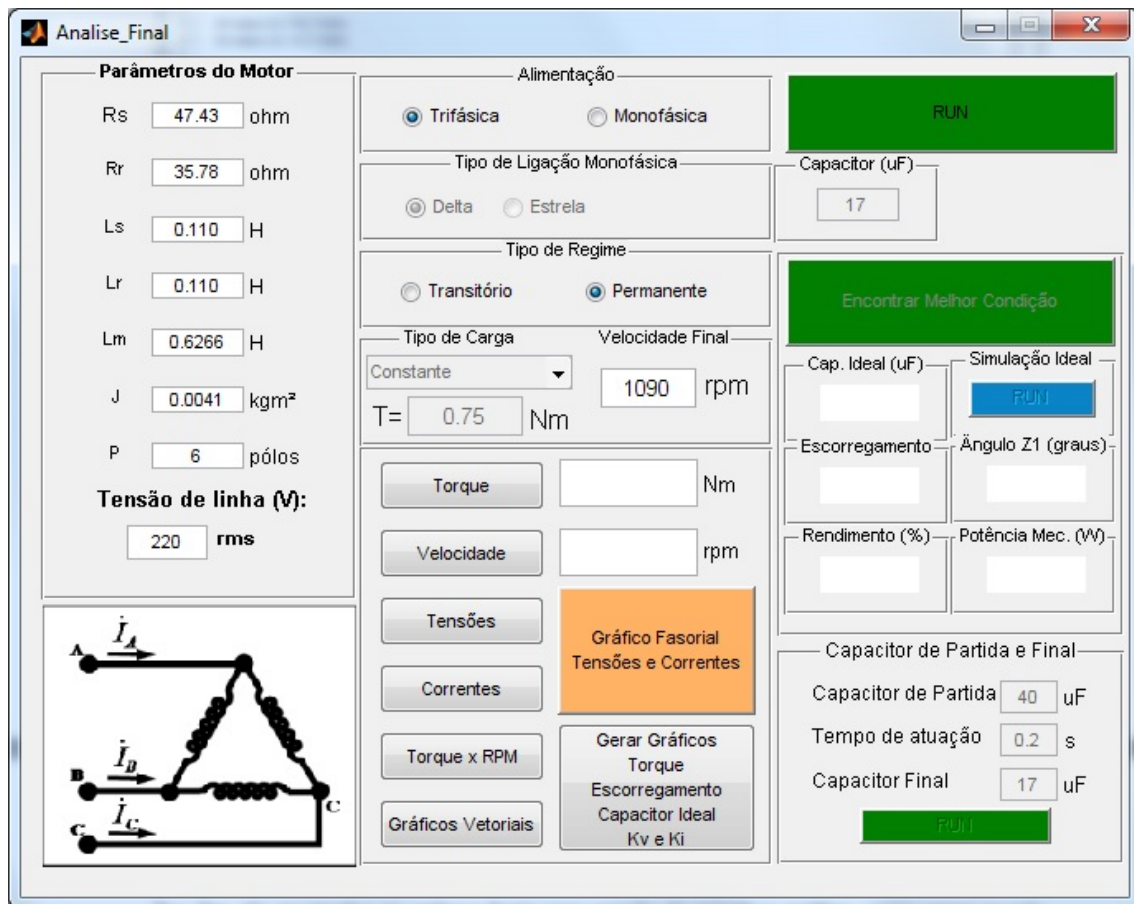 Analise_Final
Parâmetros do Motor
Rs 47.43 ohm
Rr 35.78 ohm
Ls 0.110 H
Lr 0.110 H
Lm 0.6266 H
J 0.0041 kgm²
P 6 pólos
Tensão de linha (V):
220 rms
Alimentação
Trifásica Monofásica
Tipo de Ligação Monofásica
Delta Estrela
Tipo de Regime
Transitório Permanente
Tipo de Carga
Constante
T= 0.75 Nm
Velocidade Final
1090 rpm
RUN
Capacitor (uF)
17
Encontrar Melhor Condição
Cap. Ideal (uF)
Simulação Ideal
RUN
Escorregamento
Ângulo Z1 (graus)
Rendimento (%)
Potência Mec. (W)
Torque Nm
Velocidade rpm
Tensões
Correntes
Torque x RPM
Gráficos Vetoriais
Gráfico Fasorial
Tensões e Correntes
Gerar Gráficos
Torque
Escorregamento
Capacitor Ideal
Kv e Ki
Capacitor de Partida e Final
Capacitor de Partida 40 uF
Tempo de atuação 0.2 s
Capacitor Final 17 uF
RUN
A İ_A
B İ_B
C
C İ_C